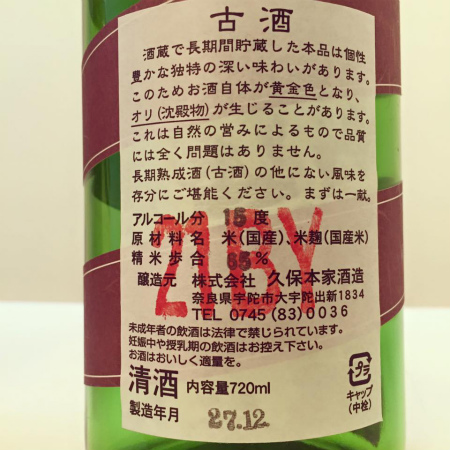 古酒
酒蔵で長期間貯蔵した本品は個性
豊かな独特の深い味わいがあります。
このためお酒自体が黄金色となり、
オリ(沈殿物)が生じることがあります。
これは自然の営みによるもので品質
には全く問題はありません。
長期熟成酒(古酒)の他にない風味を
存分にご堪能ください。まずは一献。
アルコール分 15度
原材料名 米(国産)、米麹(国産米)
精米歩合 65%
21BY
醸造元 株式会社 久保本家酒造
奈良県宇陀市大宇陀出新1834
TEL 0745(83)0036
未成年者の飲酒は法律で禁じられています。
妊娠中や授乳期の飲酒はお控え下さい。
お酒はおいしく適量を。
清酒 内容量720ml
製造年月 27.12
プラ
キャップ
(中栓)